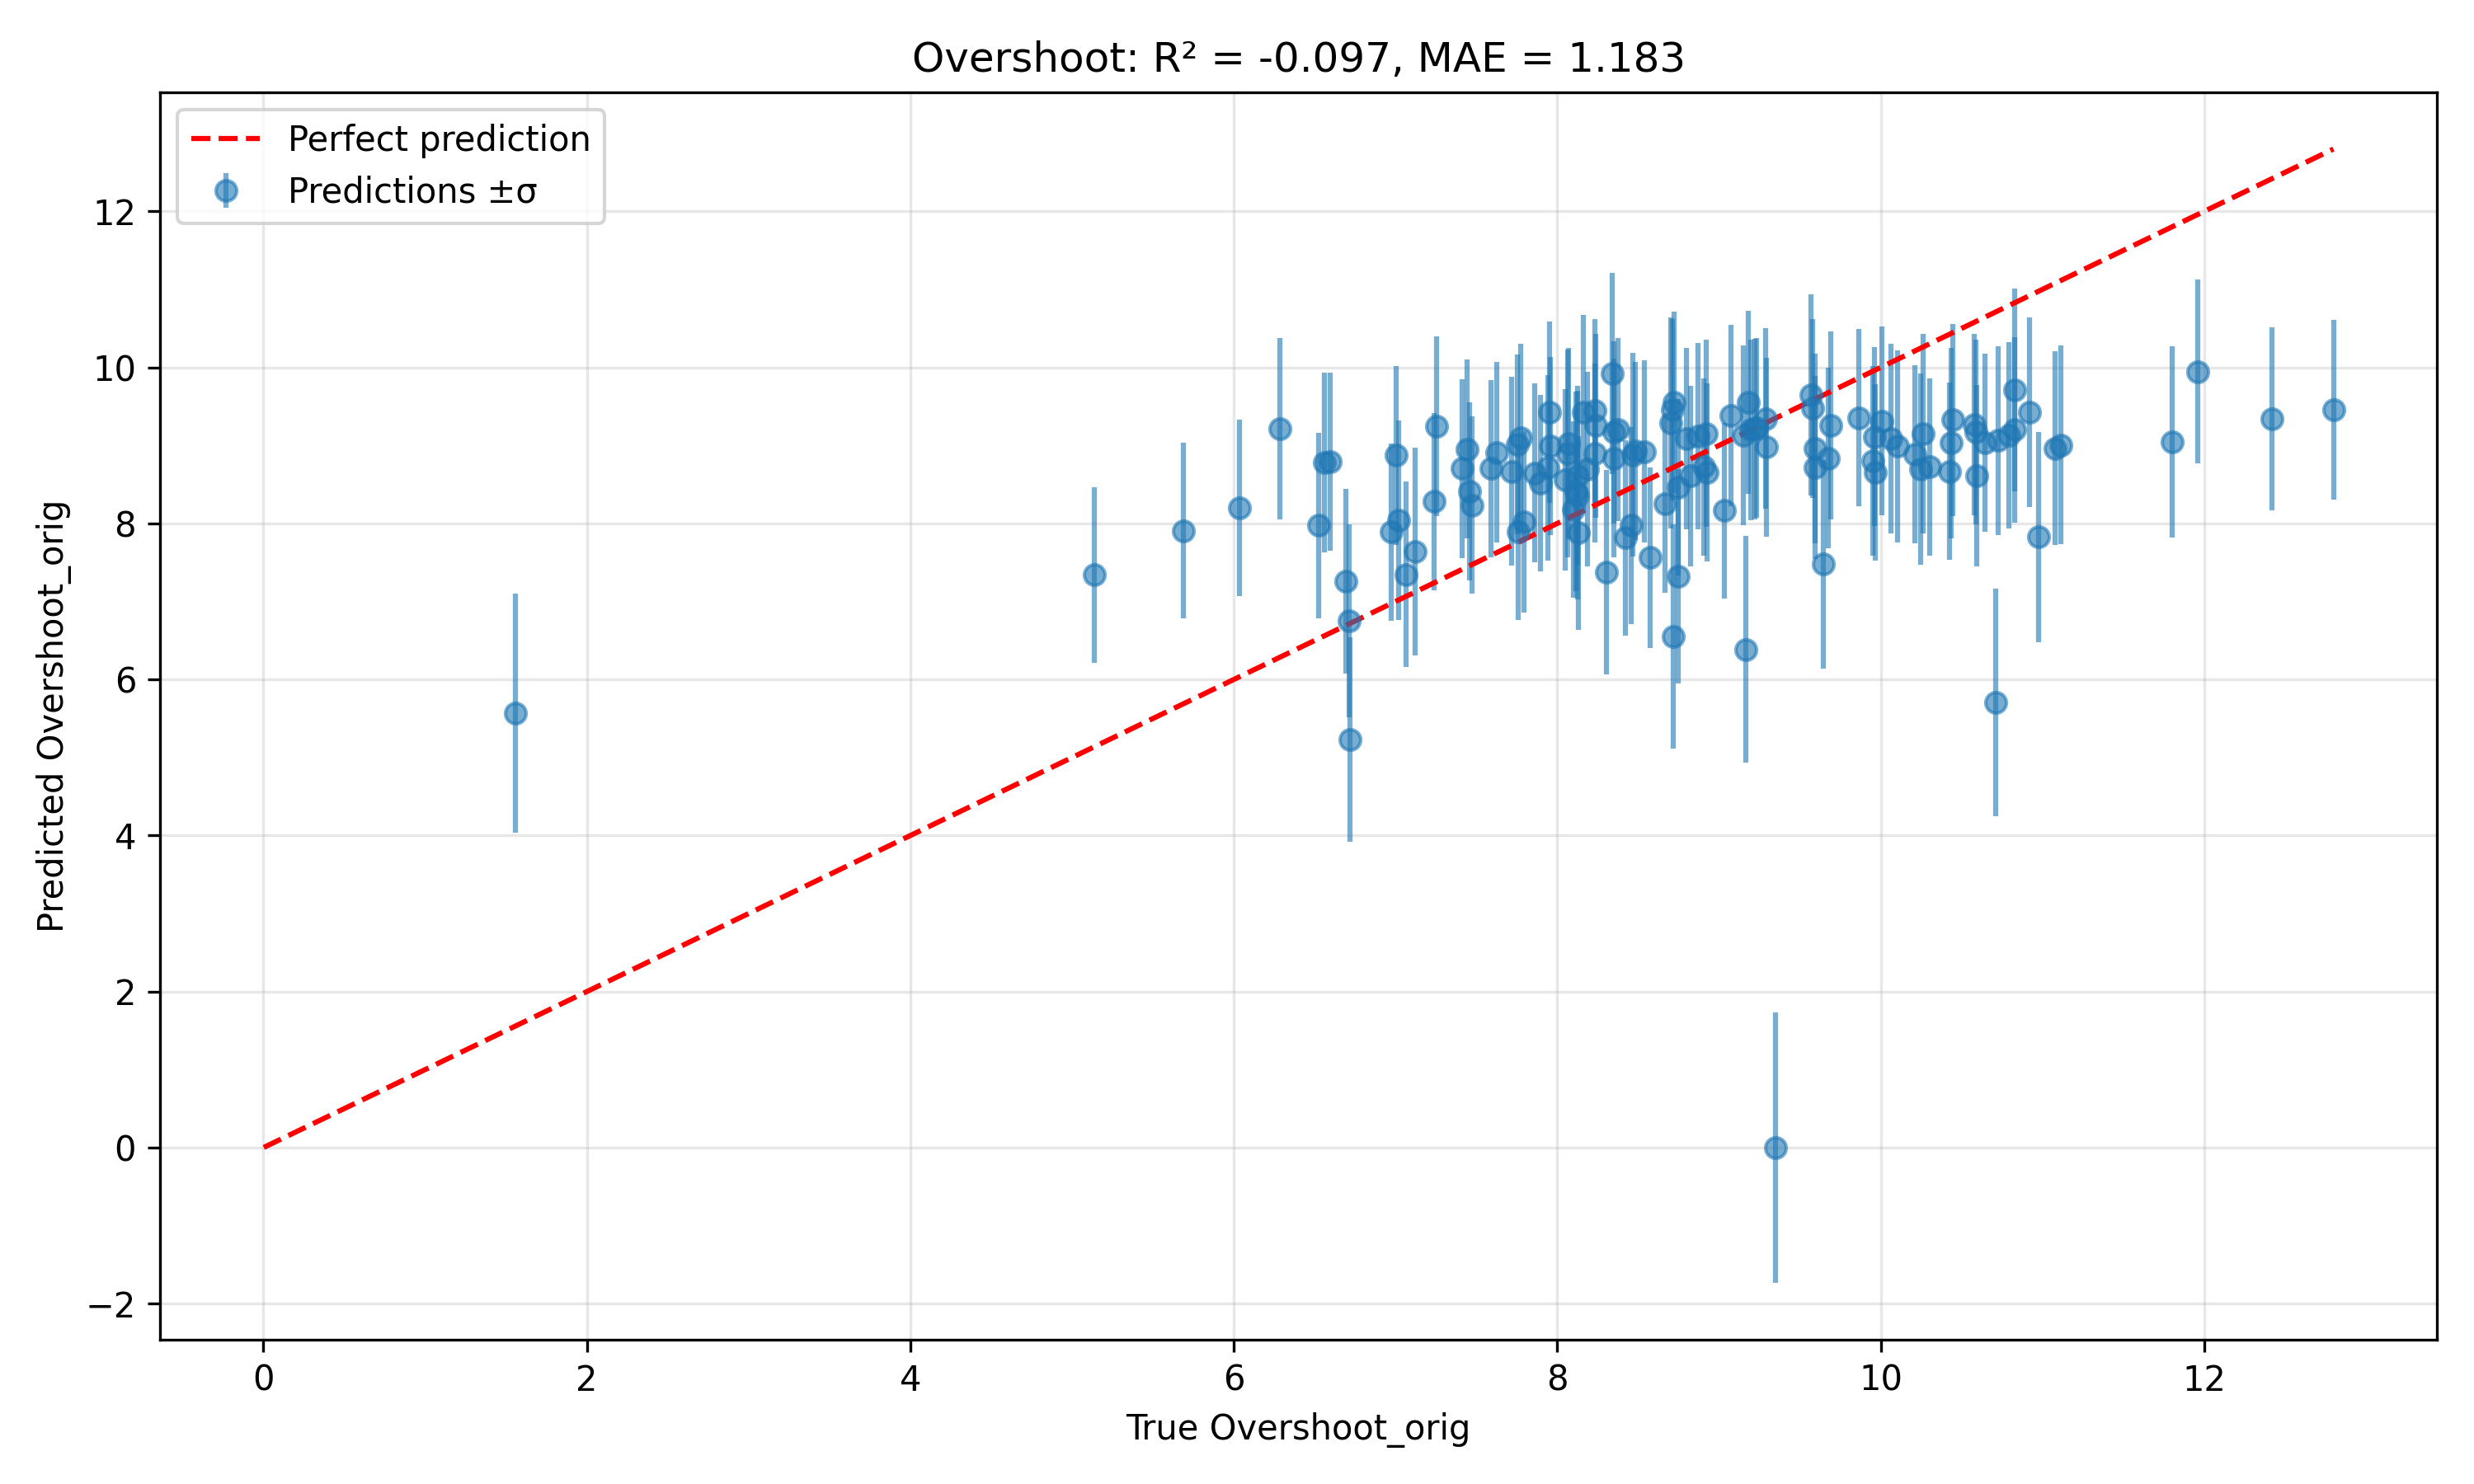 Overshoot: R² = -0.097, MAE = 1.183
Perfect prediction
Predictions ±σ
Predicted Overshoot_orig
12
10
8
6
4
2
0
−2
0 2 4 6 8 10 12
True Overshoot_orig